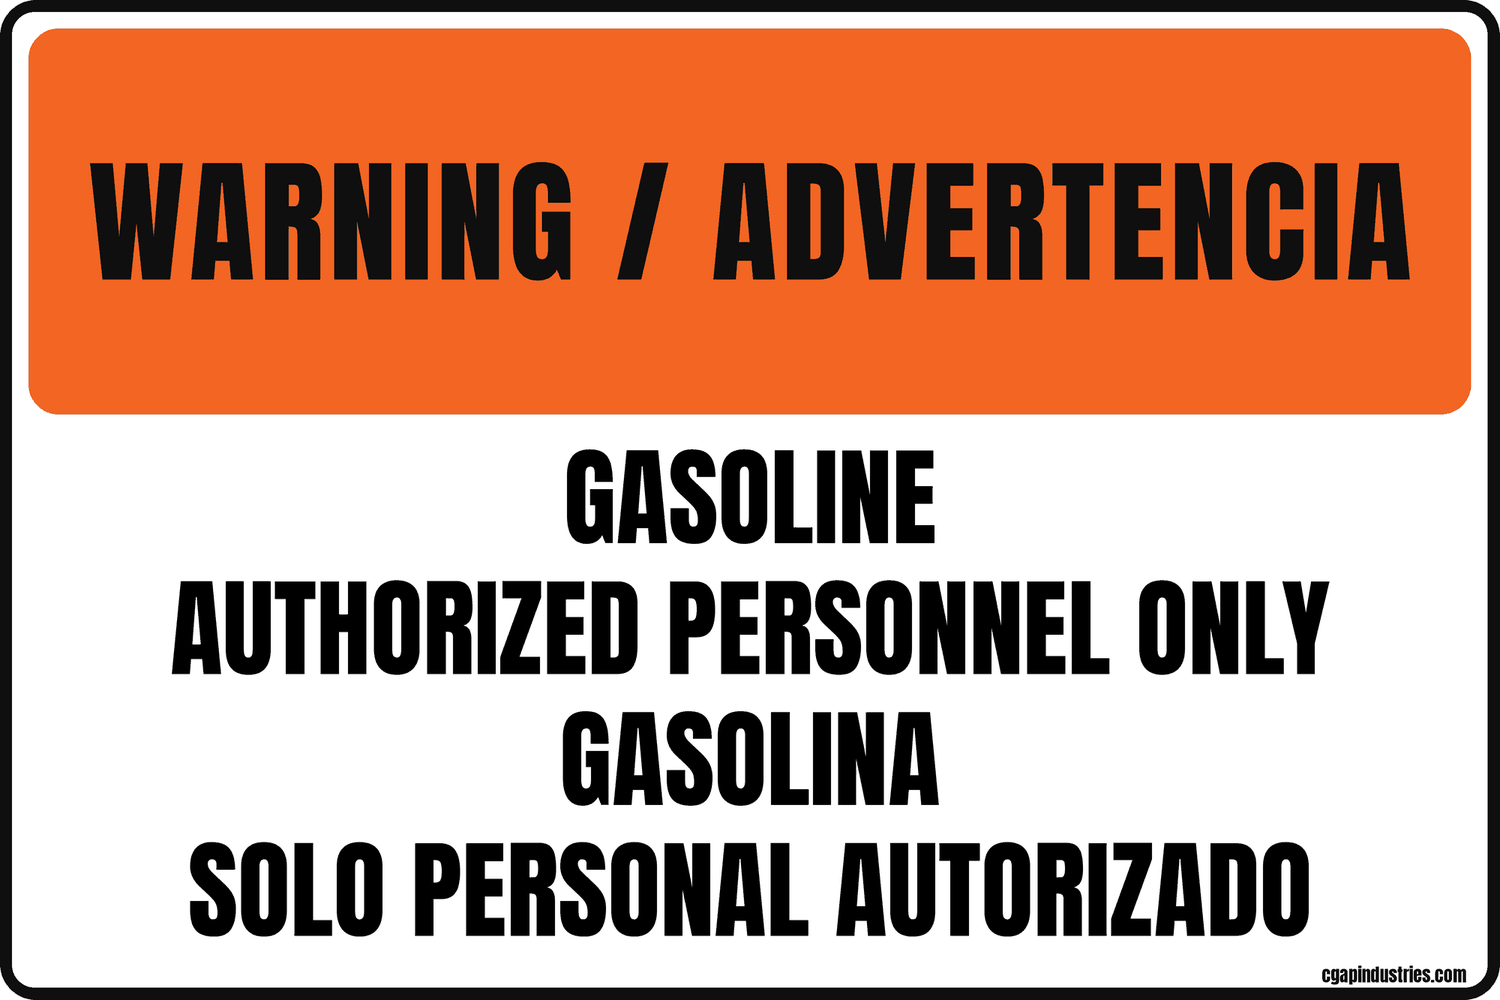 WARNING / ADVERTENCIA
GASOLINE
AUTHORIZED PERSONNEL ONLY
GASOLINA
SOLO PERSONAL AUTORIZADO
cgapindustries.com